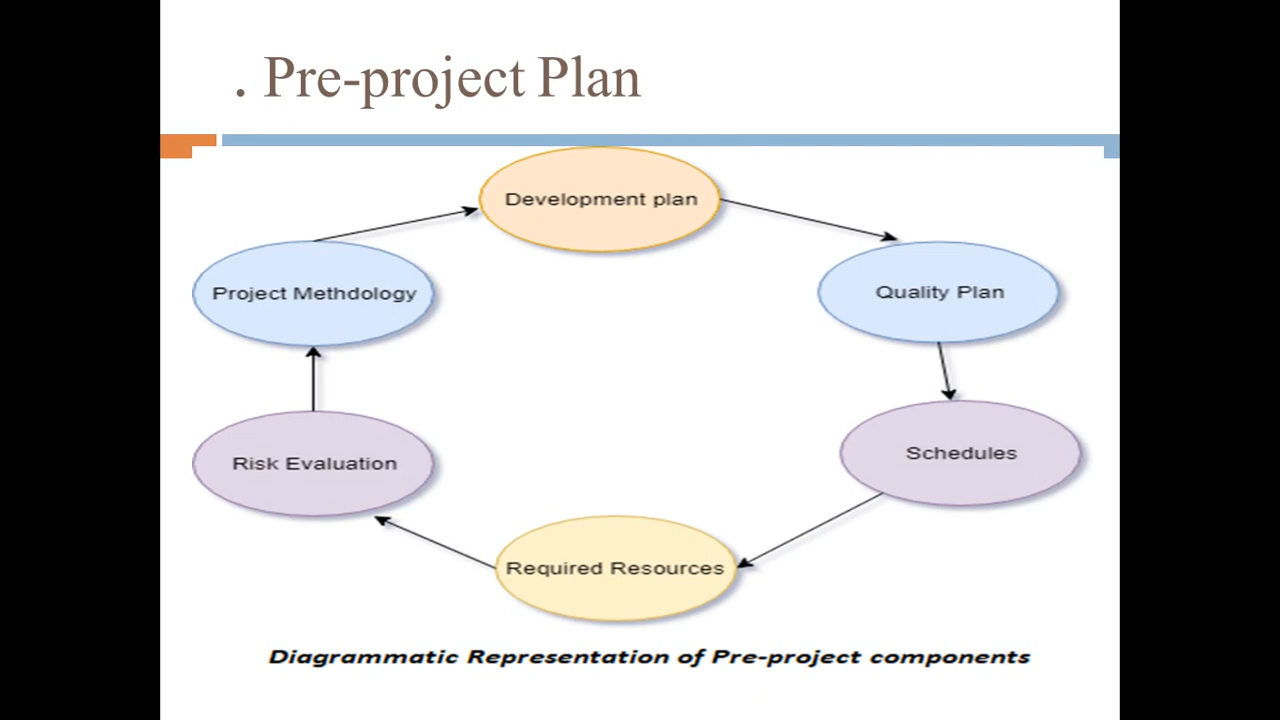 . Pre-project Plan
Development plan
Project Methdology
Quality Plan
Risk Evaluation
Schedules
Required Resources
Diagrammatic Representation of Pre-project components